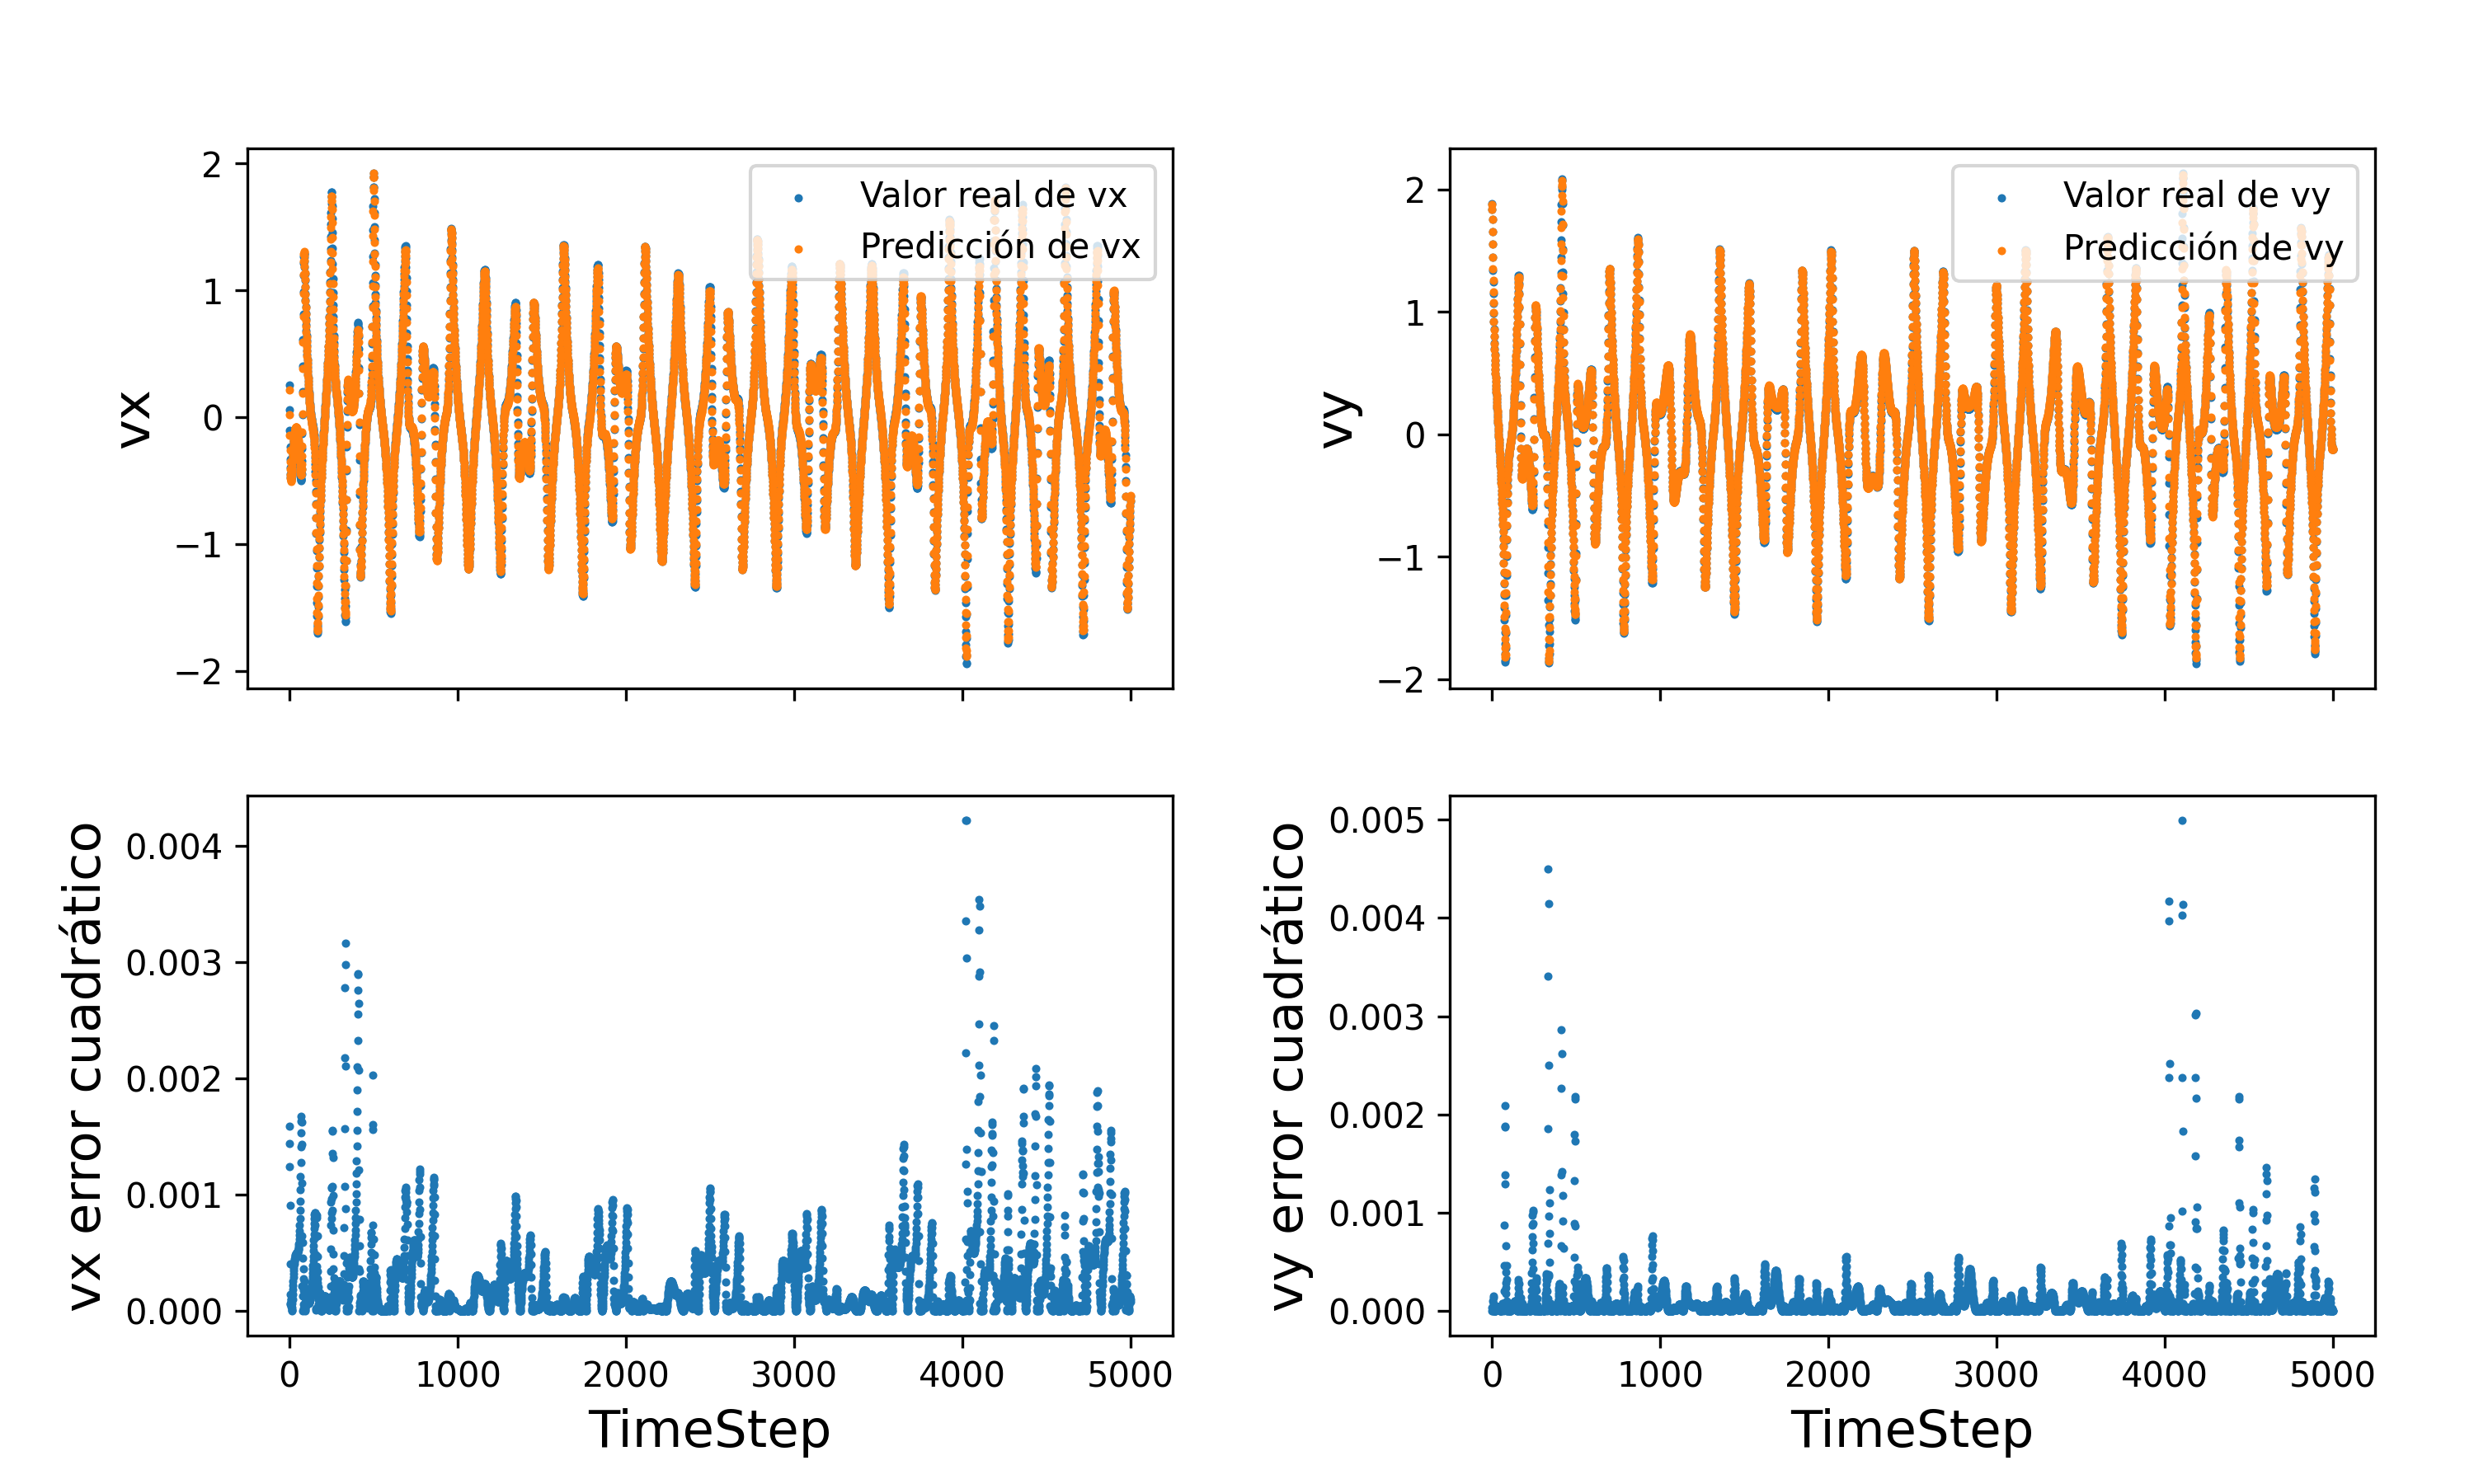 2
1
0
−1
−2
vx
Valor real de vx
Predicción de vx
2
1
0
−1
−2
vy
Valor real de vy
Predicción de vy
0.004
0.003
0.002
0.001
0.000
vx error cuadrático
0 1000 2000 3000 4000 5000
TimeStep
0.005
0.004
0.003
0.002
0.001
0.000
vy error cuadrático
0 1000 2000 3000 4000 5000
TimeStep